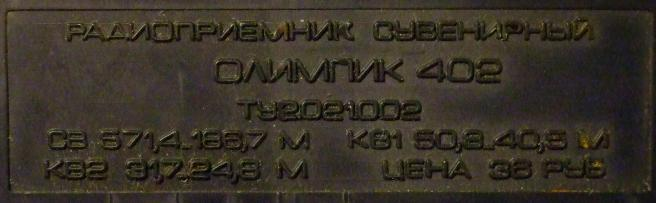 РАДИОПРИЕМНИК СУВЕНИРНЫЙ
ОЛИМПИК 402
ТУ2.021.002
СВ 571,4..186,7 М КВ1 50,8..40,5 М
КВ2 31,7..24,8 М ЦЕНА 36 РУБ